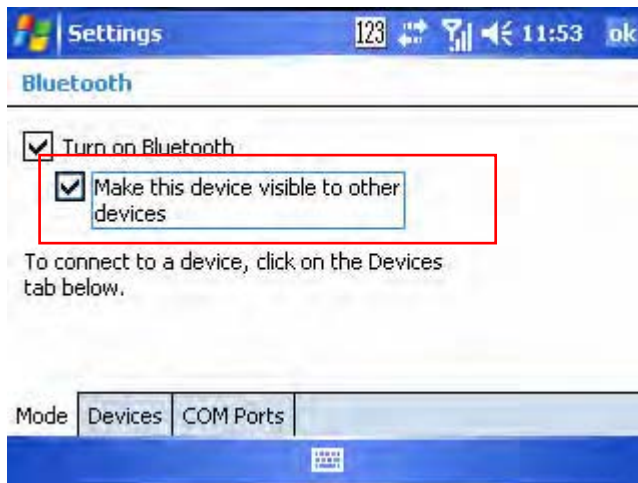 Settings 123 11:53 ok
Bluetooth
Turn on Bluetooth
Make this device visible to other
devices
To connect to a device, click on the Devices
tab below.
Mode Devices COM Ports